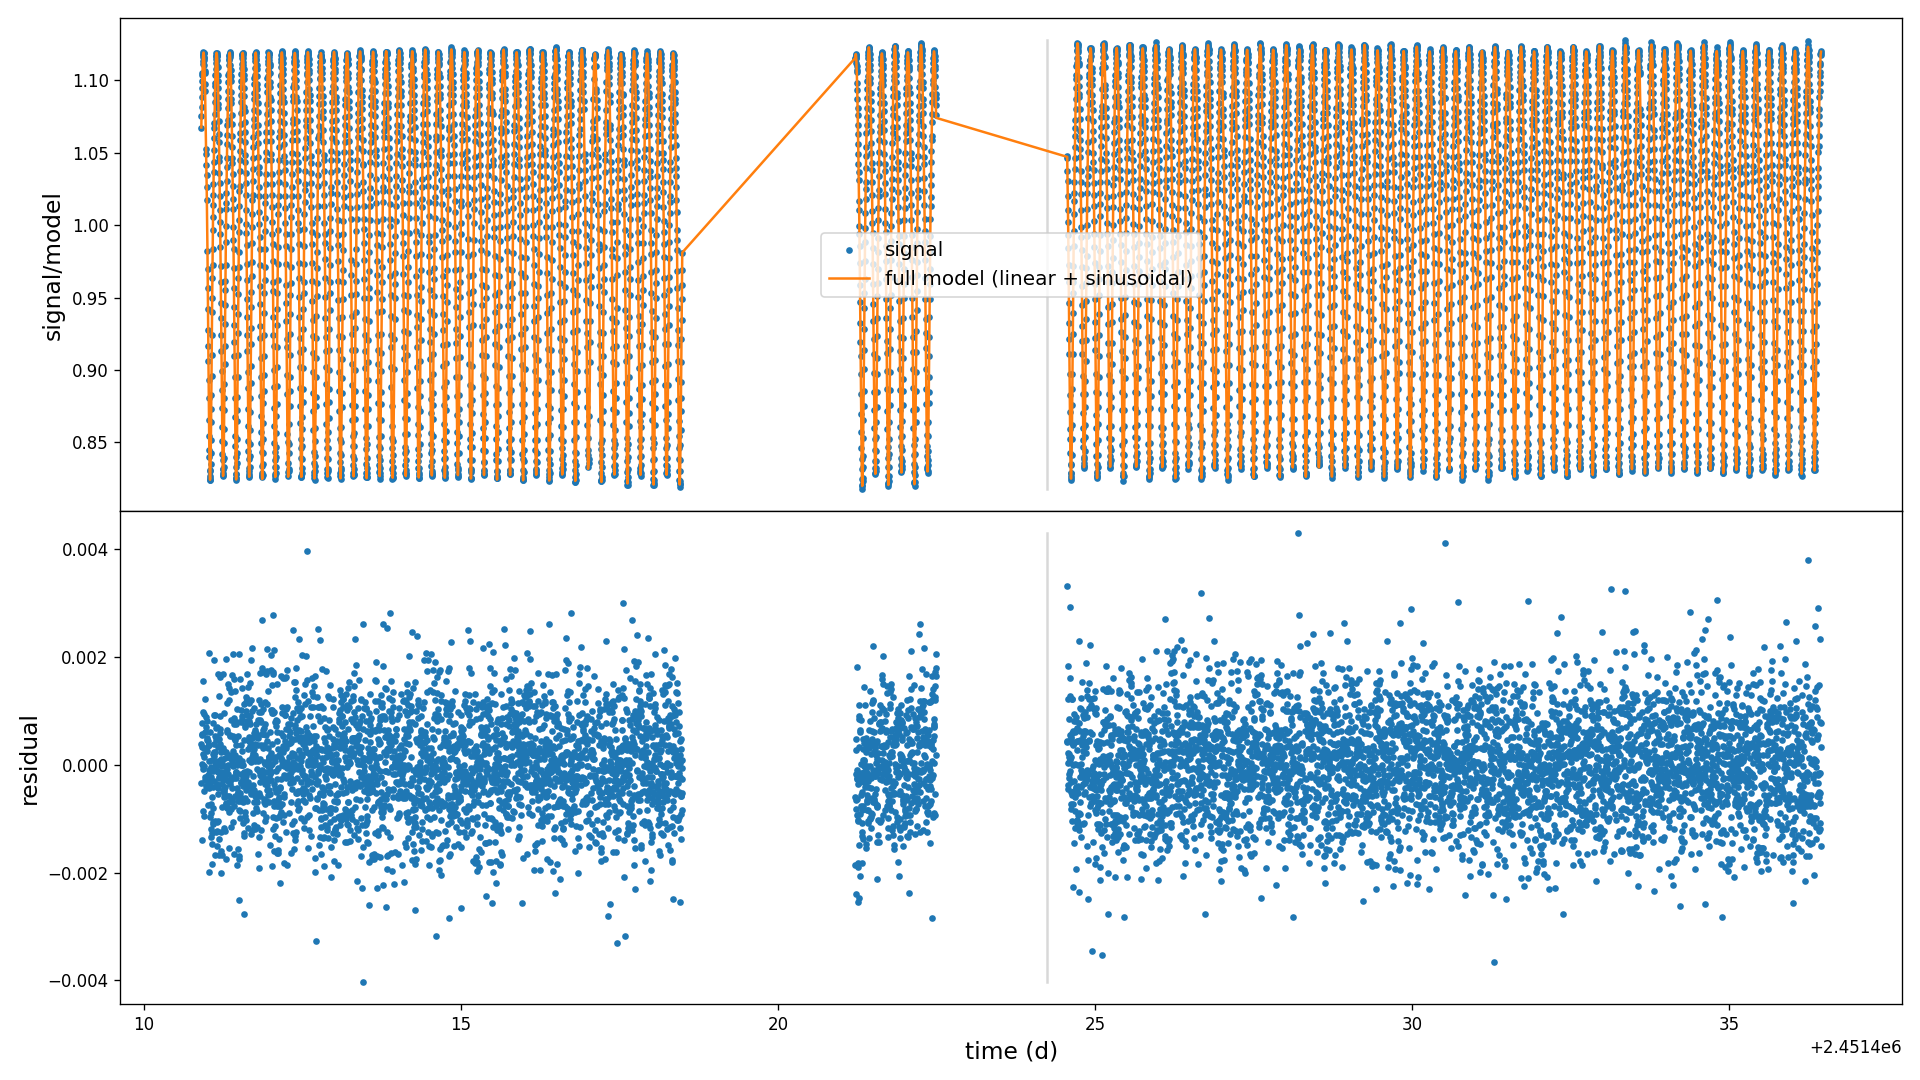 1.10
1.05
1.00
0.95
0.90
0.85
signal/model
signal
full model (linear + sinusoidal)
0.004
0.002
0.000
−0.002
−0.004
residual
10
15
20
25
30
35
time (d)
+2.4514e6